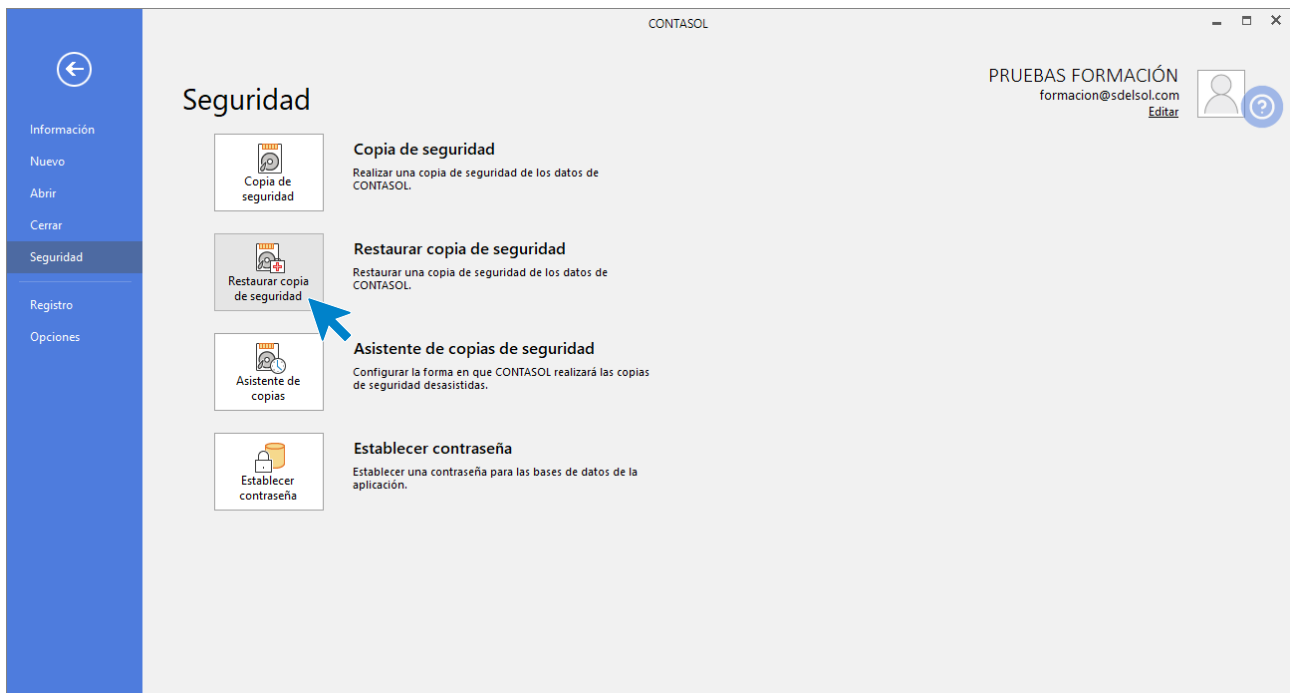 CONTASOL
PRUEBAS FORMACIÓN
formacion@sdelsol.com
Editar
Información
Nuevo
Abrir
Cerrar
Seguridad
Registro
Opciones
Seguridad
Copia de
seguridad
Copia de seguridad
Realizar una copia de seguridad de los datos de
CONTASOL.
Restaurar copia
de seguridad
Restaurar copia de seguridad
Restaurar una copia de seguridad de los datos de
CONTASOL.
Asistente de
copias
Asistente de copias de seguridad
Configurar la forma en que CONTASOL realizará las copias
de seguridad desasistidas.
Establecer
contraseña
Establecer contraseña
Establecer una contraseña para las bases de datos de la
aplicación.